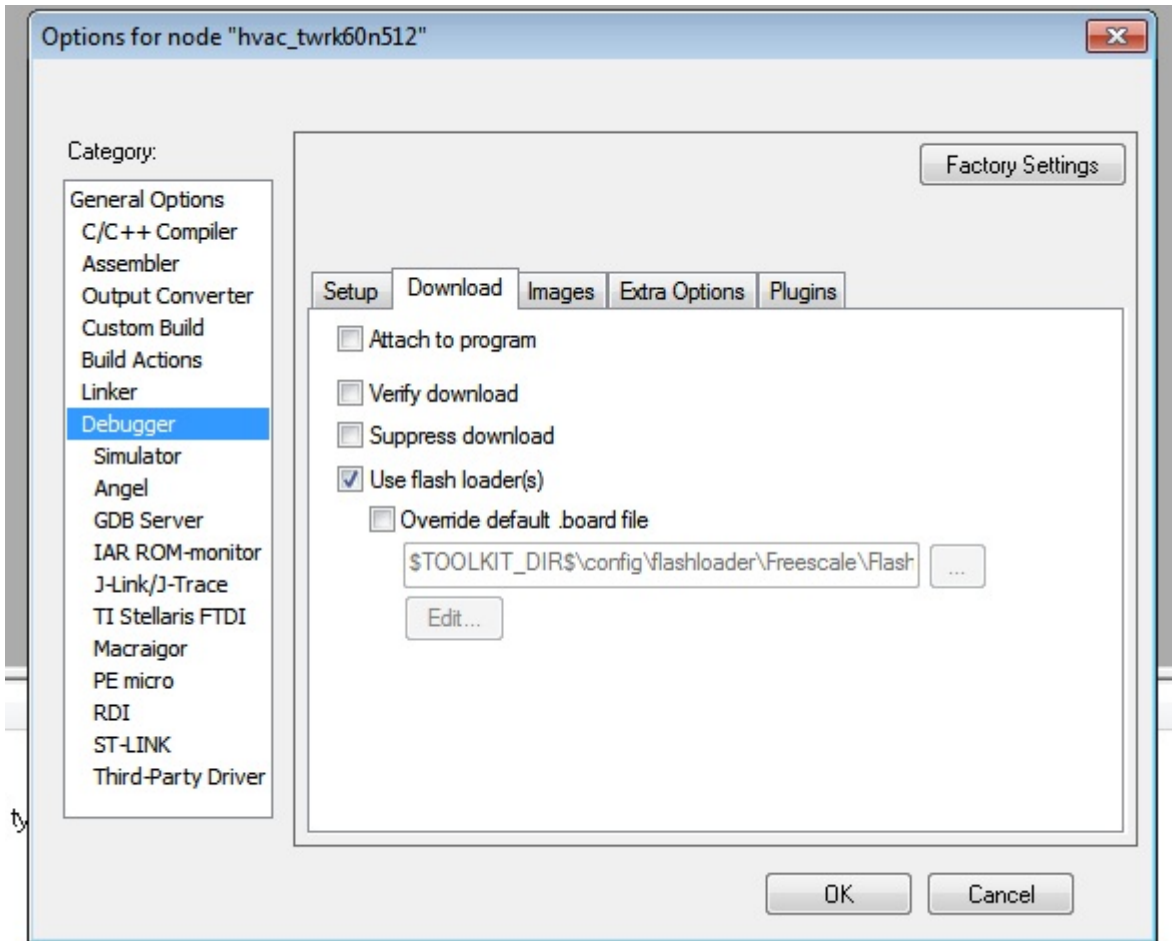 Options for node "hvac_twrk60n512"
Category:
Factory Settings
General Options
C/C++ Compiler
Assembler
Output Converter
Custom Build
Build Actions
Linker
Debugger
Simulator
Angel
GDB Server
IAR ROM-monitor
J-Link/J-Trace
TI Stellaris FTDI
Macraigor
PE micro
RDI
ST-LINK
Third-Party Driver
Setup Download Images Extra Options Plugins
Attach to program
Verify download
Suppress download
Use flash loader(s)
Override default .board file
$TOOLKIT_DIR$\config\flashloader\Freescale\Flash ...
Edit...
OK Cancel
ty